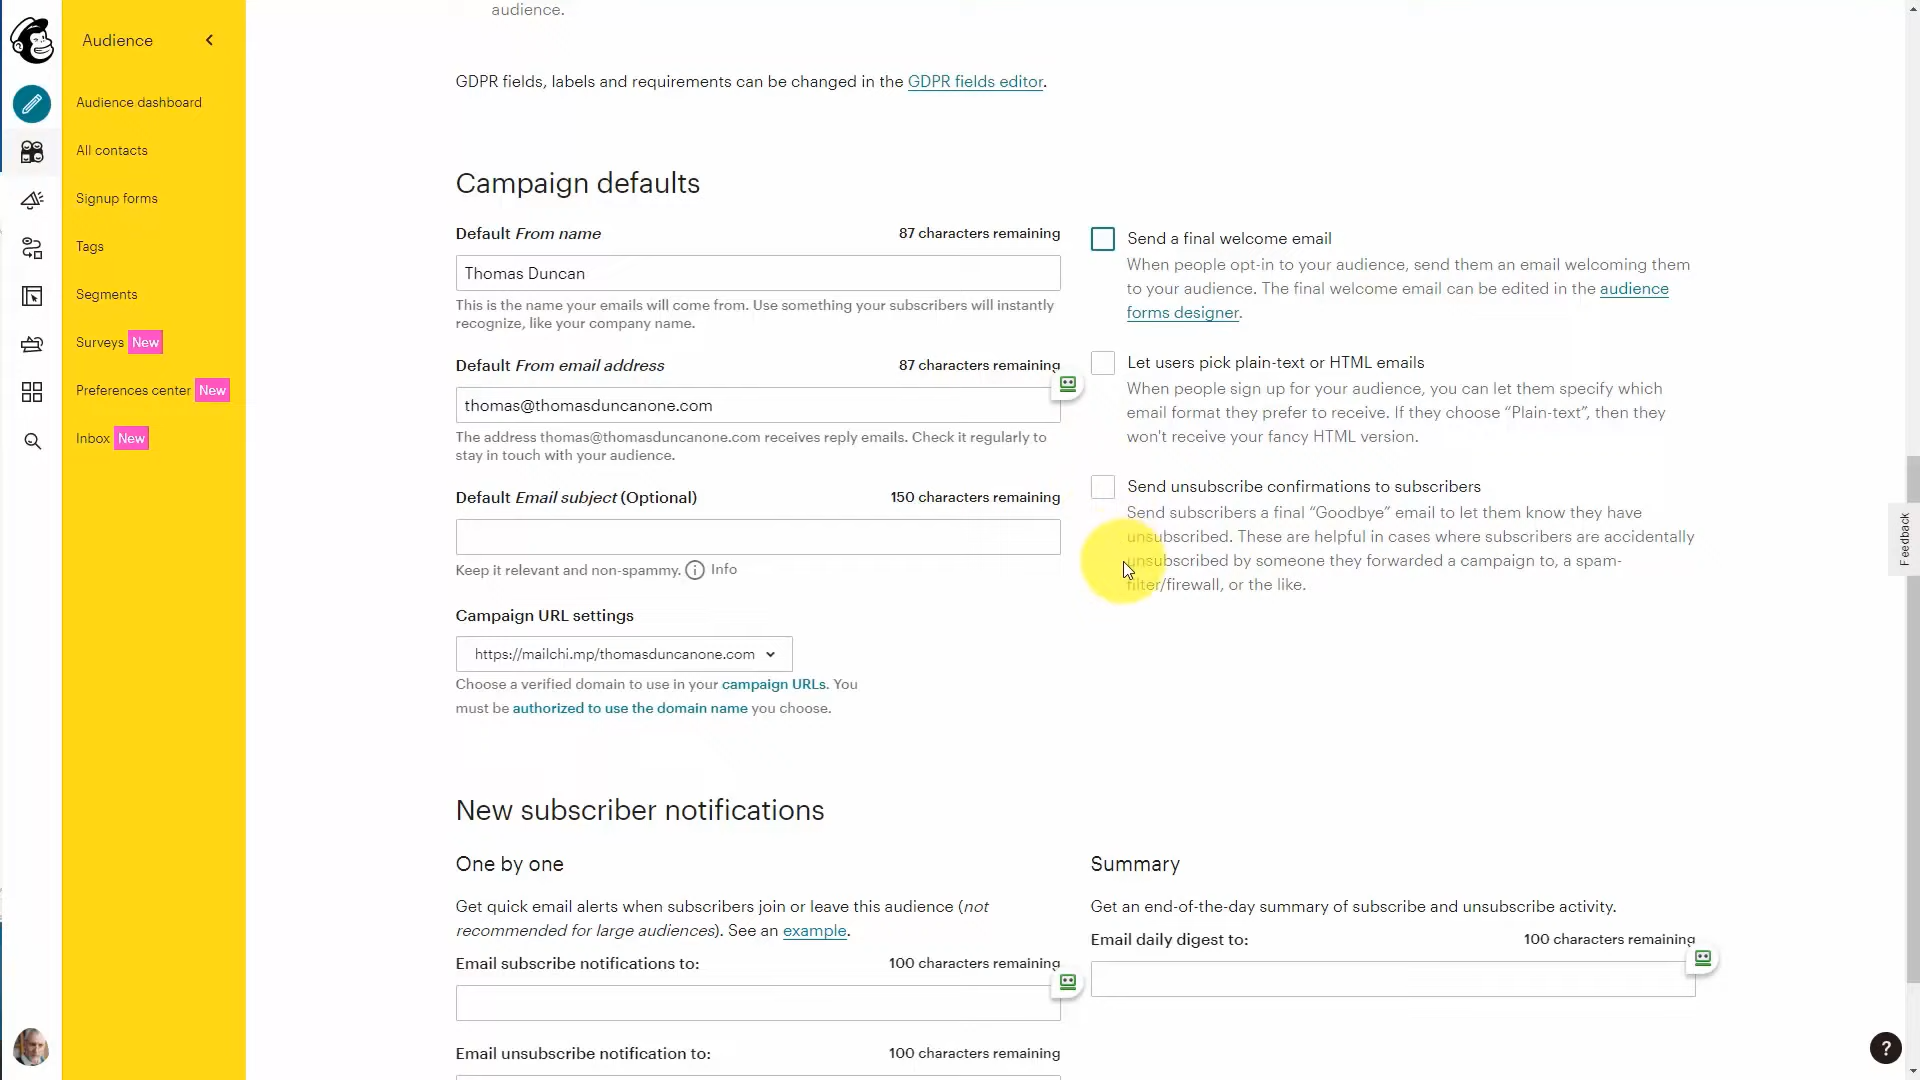 audience.
Audience
GDPR fields, labels and requirements can be changed in the GDPR fields editor.
Audience dashboard
All contacts
Signup forms
Tags
Segments
Surveys New
Preferences center New
Inbox New
Campaign defaults
Default From name
87 characters remaining
Thomas Duncan
This is the name your emails will come from. Use something your subscribers will instantly
recognize, like your company name.
Default From email address
87 characters remaining
thomas@thomasduncanone.com
The address thomas@thomasduncanone.com receives reply emails. Check it regularly to
stay in touch with your audience.
Default Email subject (Optional)
150 characters remaining
Keep it relevant and non-spammy. Info
Campaign URL settings
https://mailchi.mp/thomasduncanone.com
Choose a verified domain to use in your campaign URLs. You
must be authorized to use the domain name you choose.
Send a final welcome email
When people opt-in to your audience, send them an email welcoming them
to your audience. The final welcome email can be edited in the audience
forms designer.
Let users pick plain-text or HTML emails
When people sign up for your audience, you can let them specify which
email format they prefer to receive. If they choose “Plain-text”, then they
won't receive your fancy HTML version.
Send unsubscribe confirmations to subscribers
Send subscribers a final “Goodbye” email to let them know they have
unsubscribed. These are helpful in cases where subscribers are accidentally
unsubscribed by someone they forwarded a campaign to, a spam-
filter/firewall, or the like.
Feedback
New subscriber notifications
One by one
Get quick email alerts when subscribers join or leave this audience (not
recommended for large audiences). See an example.
Email subscribe notifications to:
100 characters remaining
Email unsubscribe notification to:
100 characters remaining
Summary
Get an end-of-the-day summary of subscribe and unsubscribe activity.
Email daily digest to:
100 characters remaining
?